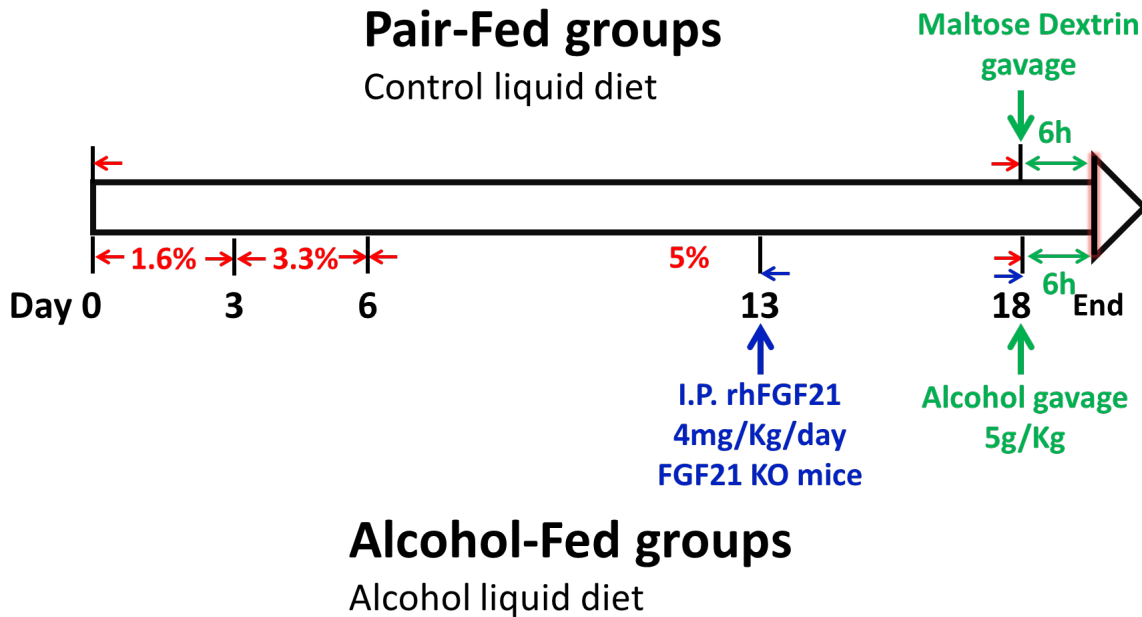 Pair-Fed groups
Control liquid diet
Maltose Dextrin
gavage
6h
1.6%
3.3%
5%
6h
Day 0
3
6
13
18
End
I.P. rhFGF21
4mg/Kg/day
FGF21 KO mice
Alcohol gavage
5g/Kg
Alcohol-Fed groups
Alcohol liquid diet